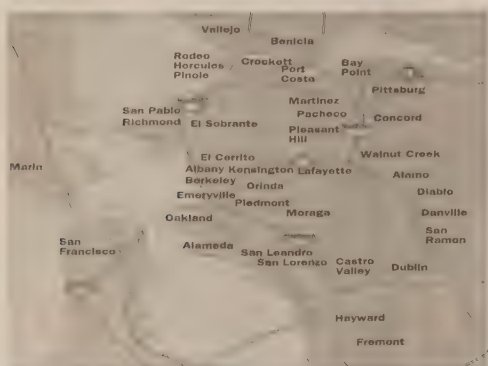 Vallejo
Benicia
Rodeo
Hercules
Pinole
Crockett
Port
Costa
Bay
Point
Pittsburg
Martinez
Pacheco
Concord
San Pablo
Richmond
El Sobrante
Pleasant
Hill
Walnut Creek
El Cerrito
Marin
Albany Kensington Lafayette
Alamo
Berkeley
Orinda
Diablo
Emeryville
Piedmont
Oakland
Moraga
Danville
San
Ramon
San
Francisco
Alameda
San Leandro
San Lorenzo
Castro
Valley
Dublin
Hayward
Fremont